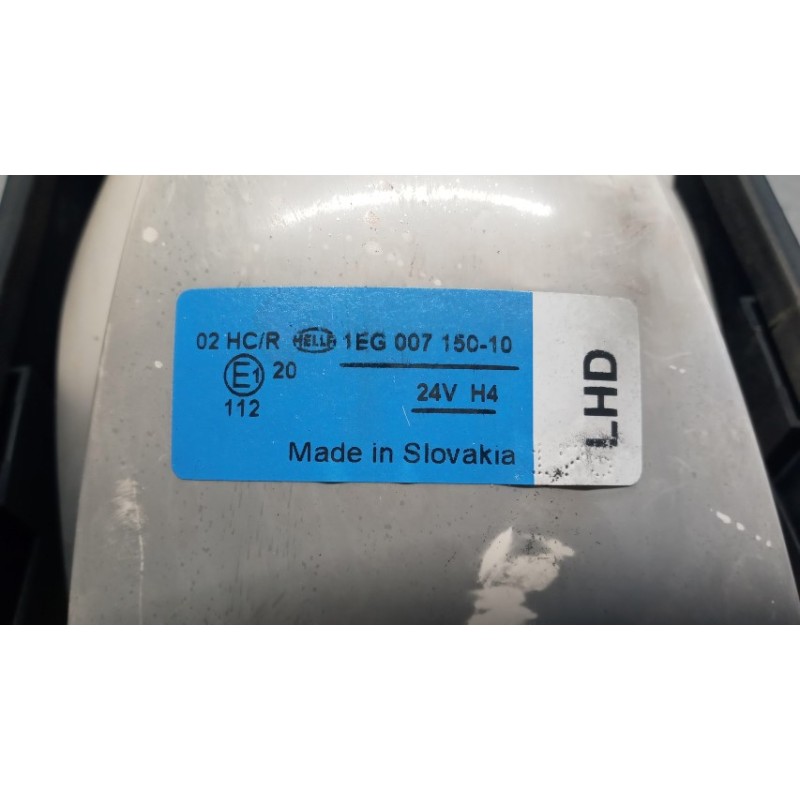 02 HC/R HELLA 1EG 007 150-10
E1 20
24V H4
112
Made in Slovakia
LHD